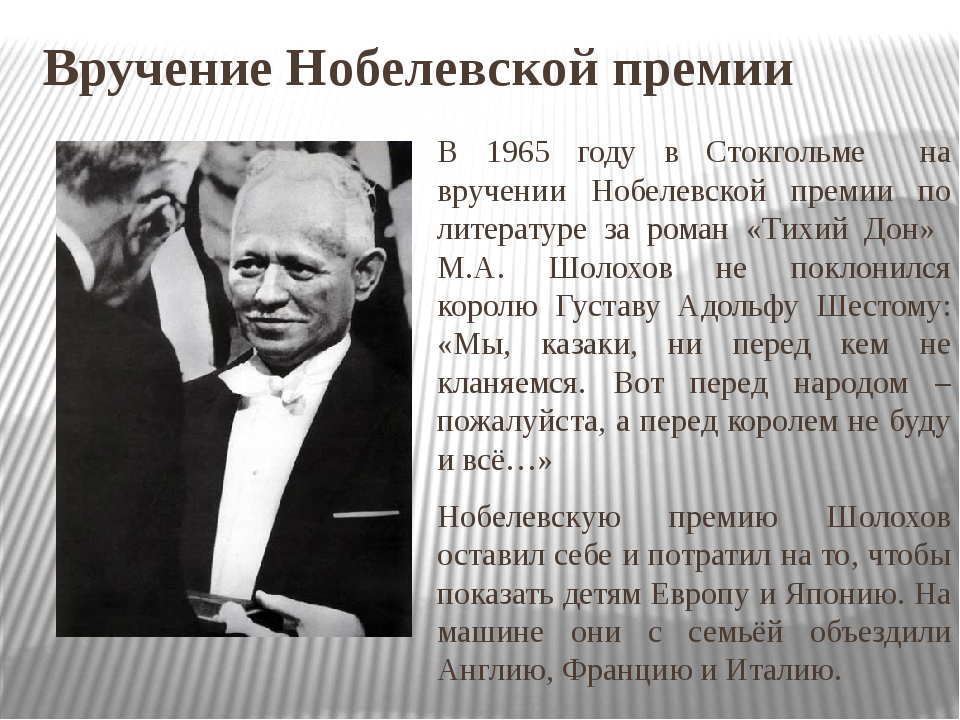 Вручение Нобелевской премии
В 1965 году в Стокгольме на
вручении Нобелевской премии по
литературе за роман «Тихий Дон»
М.А. Шолохов не поклонился
королю Густаву Адольфу Шестому:
«Мы, казаки, ни перед кем не
кланяемся. Вот перед народом –
пожалуйста, а перед королем не буду
и всё…»
Нобелевскую премию Шолохов
оставил себе и потратил на то, чтобы
показать детям Европу и Японию. На
машине они с семьёй объездили
Англию, Францию и Италию.